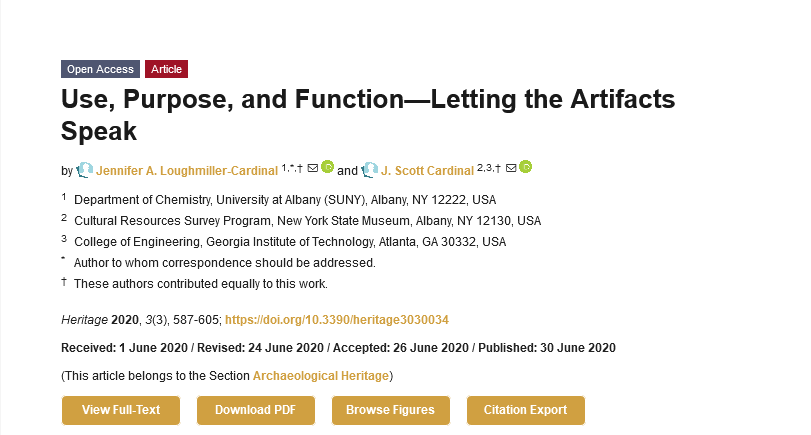 Open Access Article
Use, Purpose, and Function—Letting the Artifacts
Speak
by Jennifer A. Loughmiller-Cardinal 1,*,† and J. Scott Cardinal 2,3,†
1 Department of Chemistry, University at Albany (SUNY), Albany, NY 12222, USA
2 Cultural Resources Survey Program, New York State Museum, Albany, NY 12130, USA
3 College of Engineering, Georgia Institute of Technology, Atlanta, GA 30332, USA
* Author to whom correspondence should be addressed.
† These authors contributed equally to this work.
Heritage 2020, 3(3), 587-605; https://doi.org/10.3390/heritage3030034
Received: 1 June 2020 / Revised: 24 June 2020 / Accepted: 26 June 2020 / Published: 30 June 2020
(This article belongs to the Section Archaeological Heritage)
View Full-Text Download PDF Browse Figures Citation Export